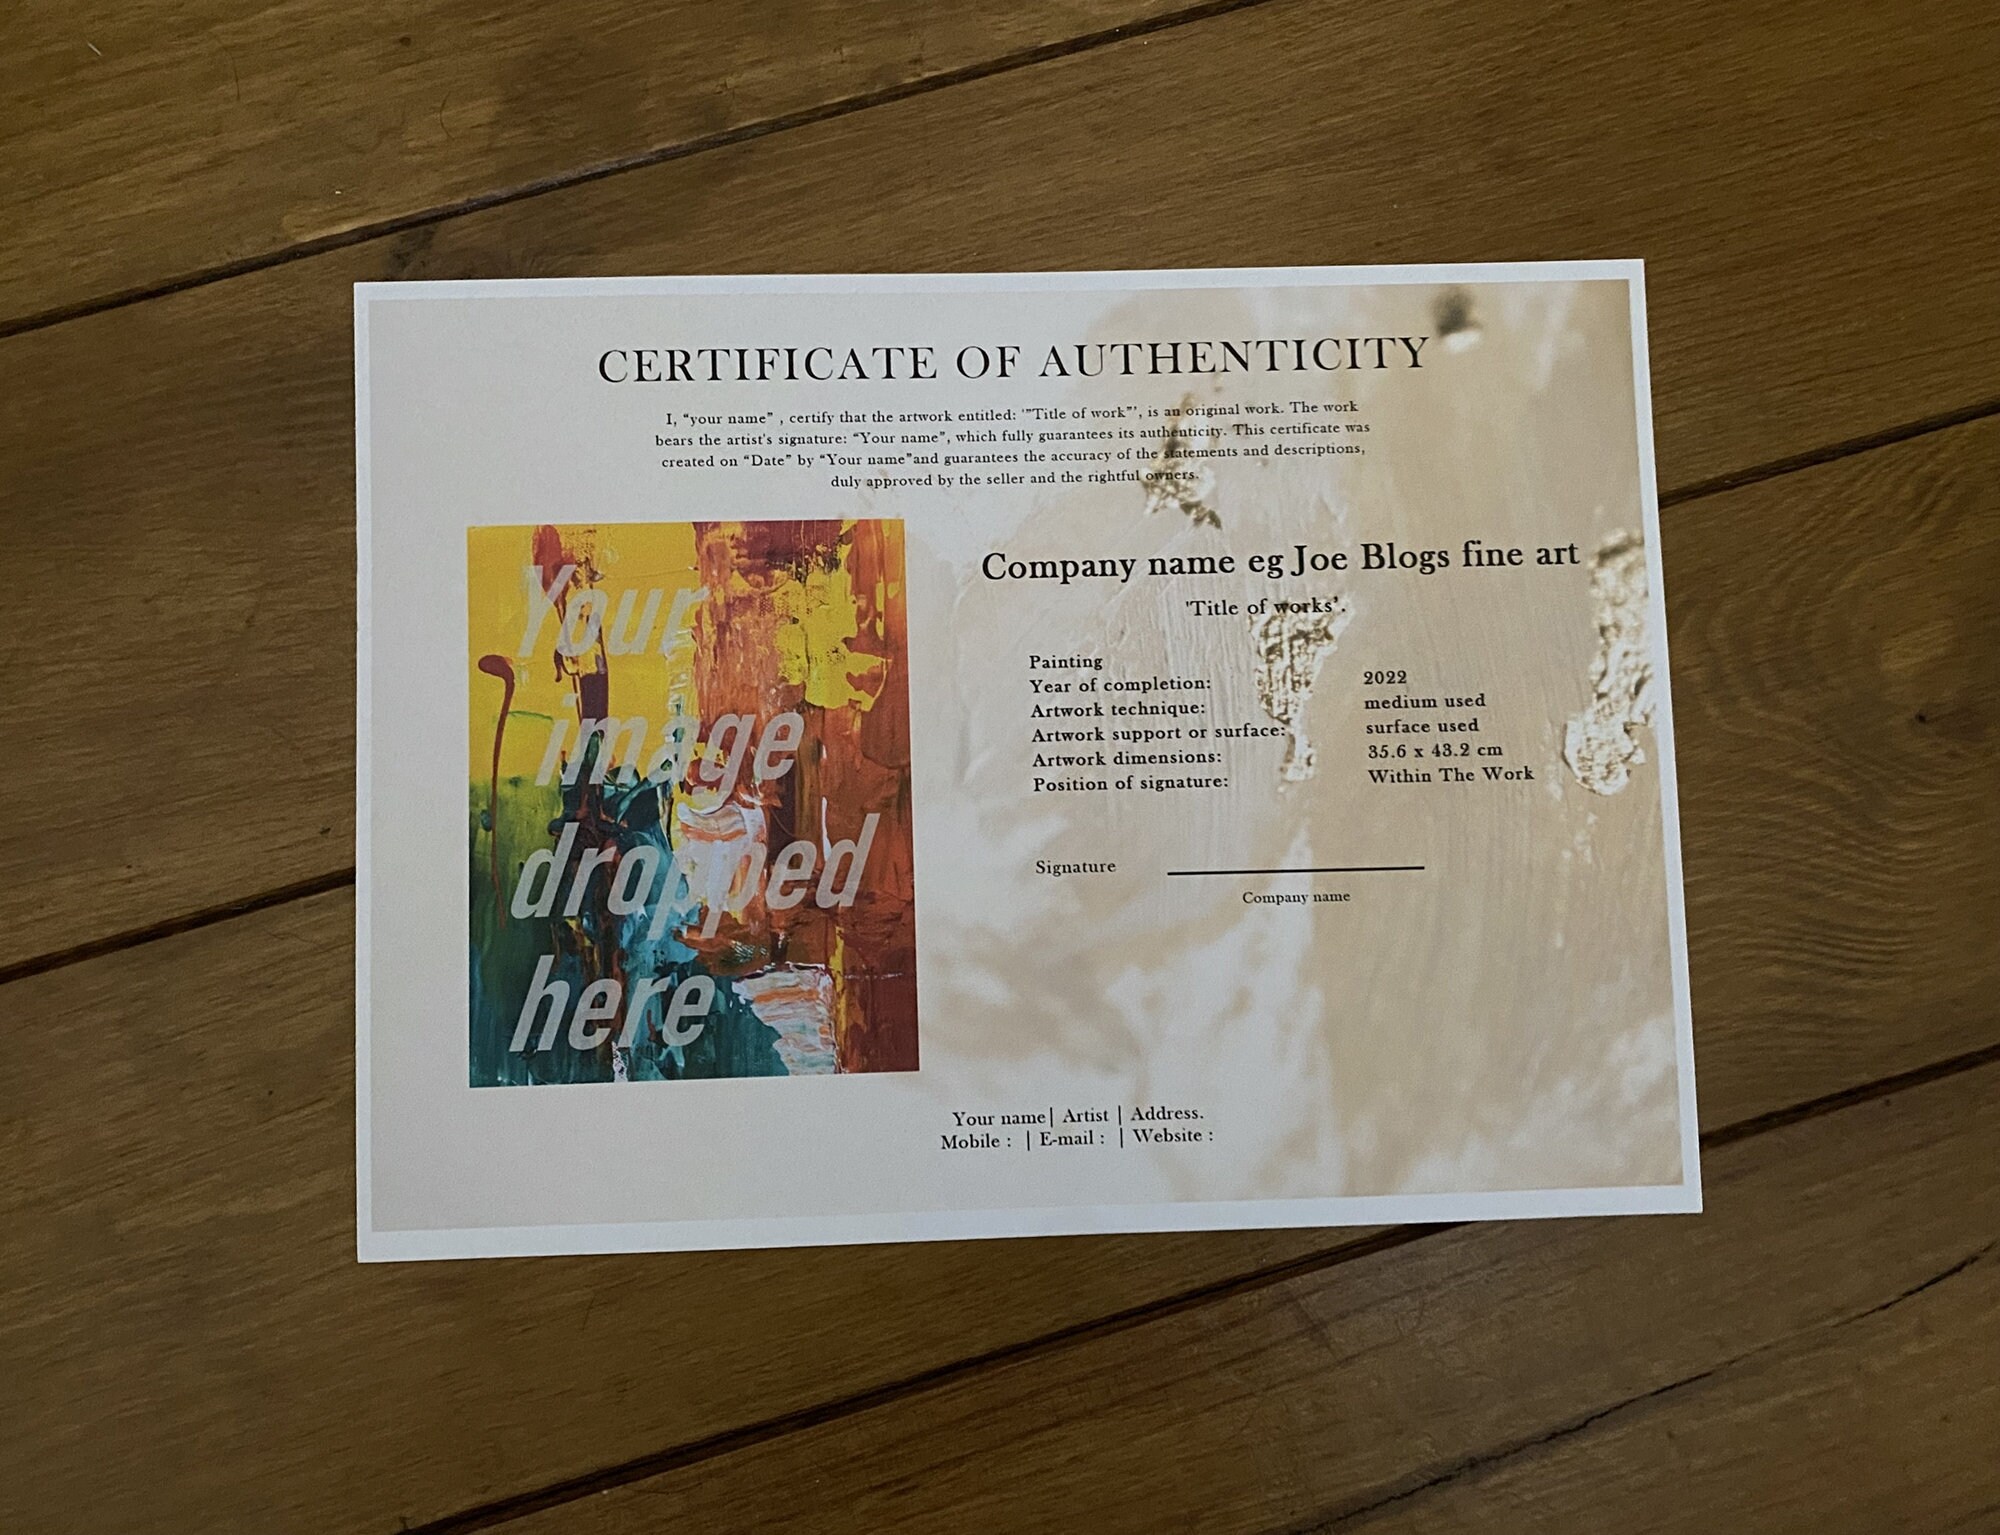 CERTIFICATE OF AUTHENTICITY
I, “your name” , certify that the artwork entitled: '”Title of work”', is an original work. The work
bears the artist's signature: “Your name”, which fully guarantees its authenticity. This certificate was
created on “Date” by “Your name”and guarantees the accuracy of the statements and descriptions,
duly approved by the seller and the rightful owners.
Your
image
dropped
here
Company name eg Joe Blogs fine art
'Title of works’.
Painting
Year of completion: 2022
Artwork technique: medium used
Artwork support or surface: surface used
Artwork dimensions: 35.6 x 43.2 cm
Position of signature: Within The Work
Signature
Company name
Your name| Artist | Address.
Mobile : | E-mail : | Website :